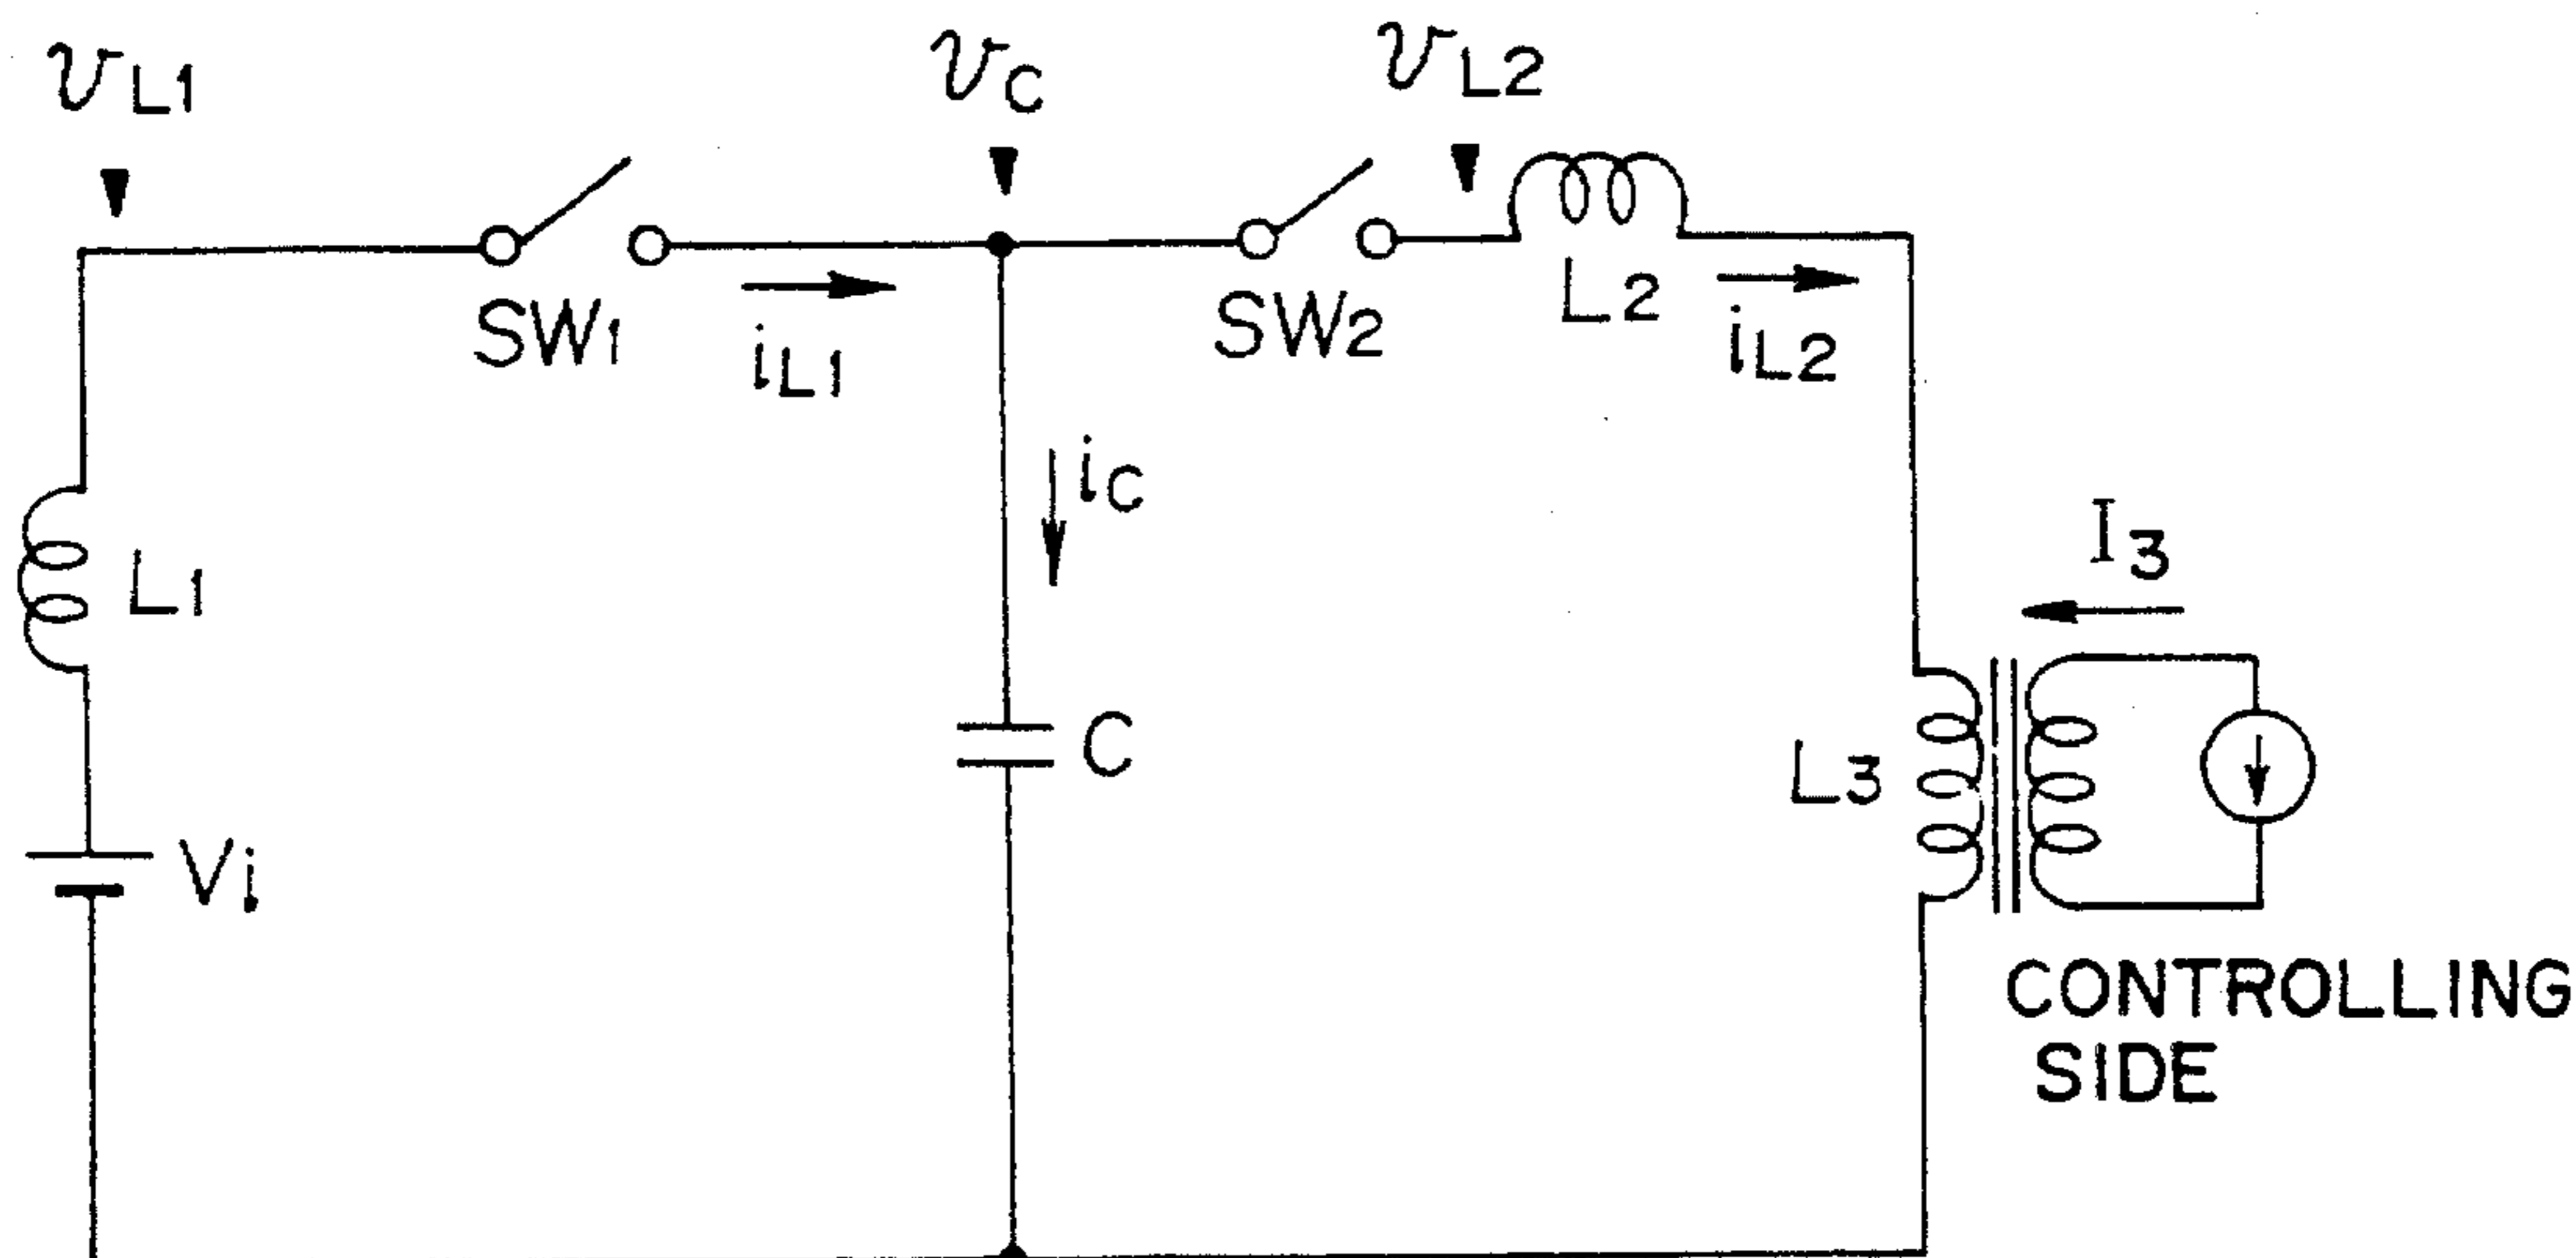 vL1
vC
vL2
SW1
iL1
SW2
L2
iL2
iC
I3
L1
C
L3
Vi
CONTROLLING
SIDE